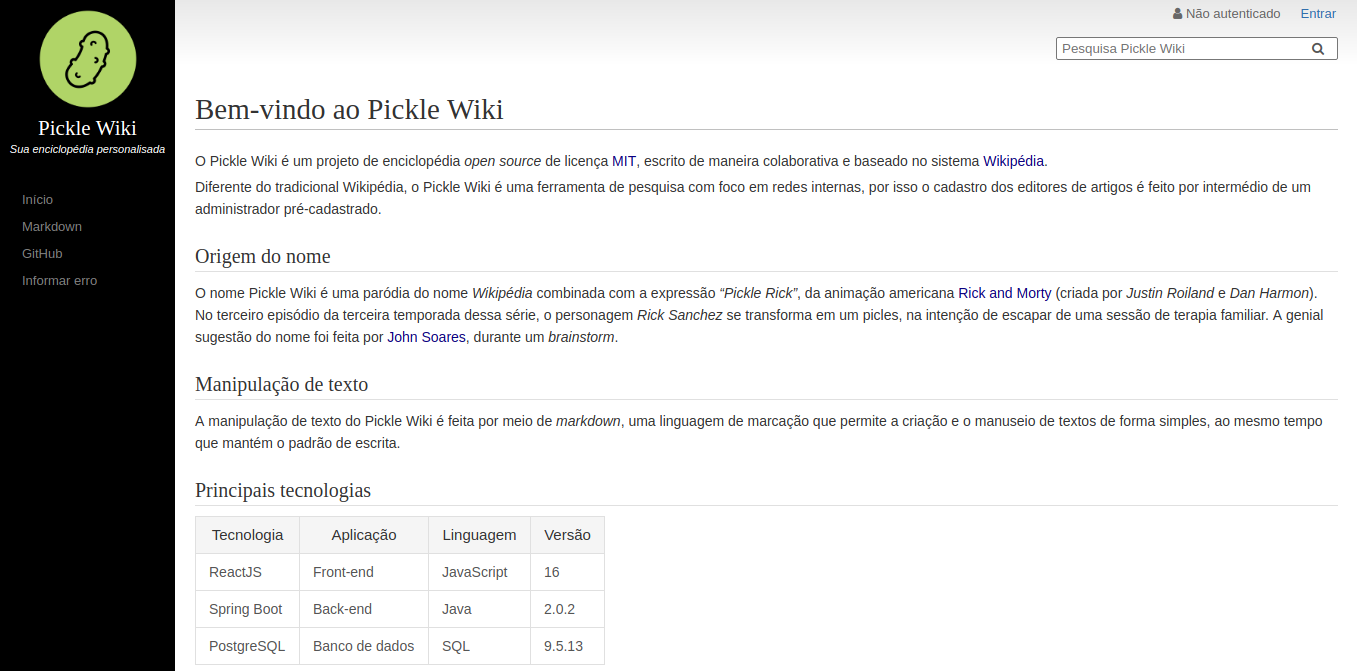 Não autenticado Entrar
Pesquisa Pickle Wiki
Pickle Wiki
Sua enciclopédia personalisada
Início
Markdown
GitHub
Informar erro
Bem-vindo ao Pickle Wiki
O Pickle Wiki é um projeto de enciclopédia open source de licença MIT, escrito de maneira colaborativa e baseado no sistema Wikipédia.
Diferente do tradicional Wikipédia, o Pickle Wiki é uma ferramenta de pesquisa com foco em redes internas, por isso o cadastro dos editores de artigos é feito por intermédio de um
administrador pré-cadastrado.
Origem do nome
O nome Pickle Wiki é uma paródia do nome Wikipédia combinada com a expressão “Pickle Rick”, da animação americana Rick and Morty (criada por Justin Roiland e Dan Harmon).
No terceiro episódio da terceira temporada dessa série, o personagem Rick Sanchez se transforma em um picles, na intenção de escapar de uma sessão de terapia familiar. A genial
sugestão do nome foi feita por John Soares, durante um brainstorm.
Manipulação de texto
A manipulação de texto do Pickle Wiki é feita por meio de markdown, uma linguagem de marcação que permite a criação e o manuseio de textos de forma simples, ao mesmo tempo
que mantém o padrão de escrita.
Principais tecnologias
Tecnologia Aplicação Linguagem Versão
ReactJS Front-end JavaScript 16
Spring Boot Back-end Java 2.0.2
PostgreSQL Banco de dados SQL 9.5.13